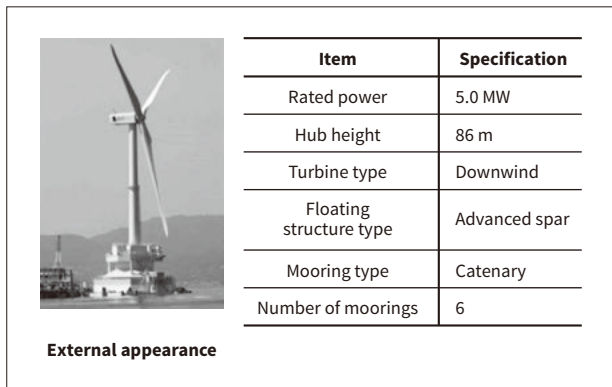 Item Specification
Rated power 5.0 MW
Hub height 86 m
Turbine type Downwind
Floating
structure type Advanced spar
Mooring type Catenary
Number of moorings 6
External appearance